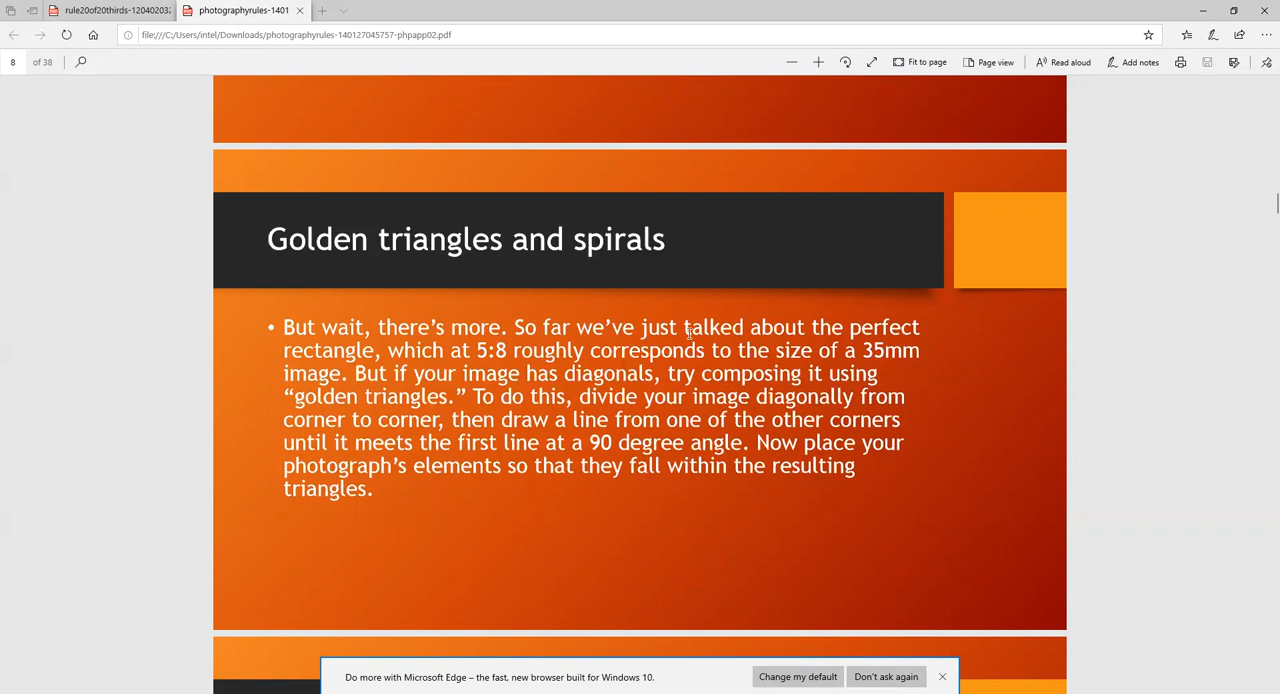 rule20of20thirds-120402032
photographyrules-1401
file:///C:/Users/intel/Downloads/photographyrules-140127045757-phpapp02.pdf
8 of 38
Fit to page
Page view
Read aloud
Add notes
Golden triangles and spirals
• But wait, there’s more. So far we’ve just talked about the perfect
rectangle, which at 5:8 roughly corresponds to the size of a 35mm
image. But if your image has diagonals, try composing it using
“golden triangles.” To do this, divide your image diagonally from
corner to corner, then draw a line from one of the other corners
until it meets the first line at a 90 degree angle. Now place your
photograph’s elements so that they fall within the resulting
triangles.
Do more with Microsoft Edge – the fast, new browser built for Windows 10.
Change my default
Don't ask again